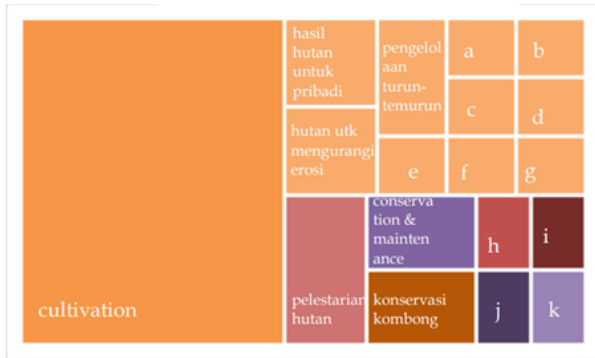 hasil
hutan
untuk
pribadi
pengelol
aan
turun-
temurun
a
b
c
d
hutan utk
mengurangi
erosi
e
f
g
cultivation
pelestarian
hutan
conserva
tion &
mainten
ance
h
i
konservasi
kombong
j
k